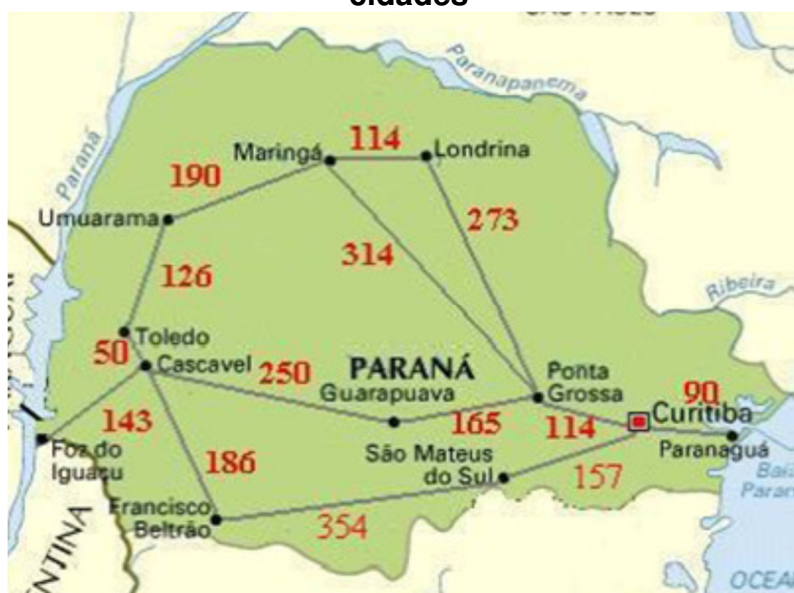 cidades
Paranapanema
Paraná
Maringá
114
Londrina
190
Umuarama
273
314
126
Ribeira
Toledo
50
Cascavel
250
PARANÁ
Guarapuava
Ponta
Grossa
90
Curitiba
143
165
114
Paranaguá
Foz do
Iguaçu
186
São Mateus
do Sul
157
Francisco
Beltrão
354
OCEA